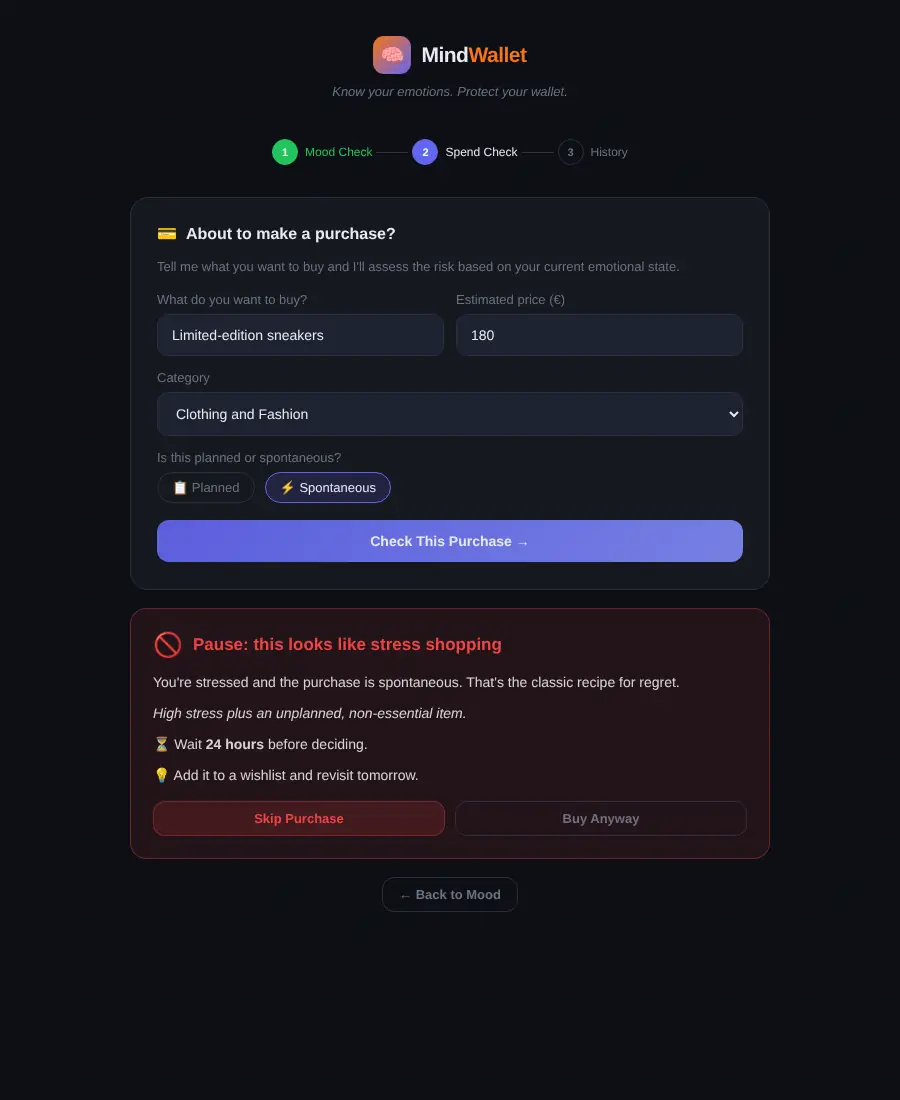 🧠 MindWallet
Know your emotions. Protect your wallet.
1 Mood Check 2 Spend Check 3 History
💳 About to make a purchase?
Tell me what you want to buy and I'll assess the risk based on your current emotional state.
What do you want to buy? Estimated price (€)
Limited-edition sneakers 180
Category
Clothing and Fashion
Is this planned or spontaneous?
📋 Planned ⚡ Spontaneous
Check This Purchase →
🚫 Pause: this looks like stress shopping
You're stressed and the purchase is spontaneous. That's the classic recipe for regret.
High stress plus an unplanned, non-essential item.
⏳ Wait 24 hours before deciding.
💡 Add it to a wishlist and revisit tomorrow.
Skip Purchase Buy Anyway
← Back to Mood